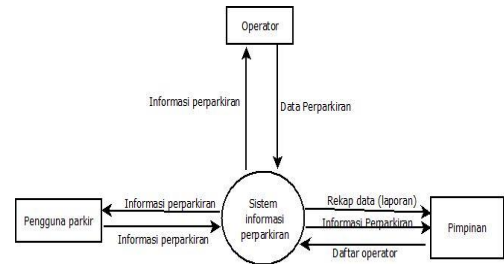 Operator
Informasi perparkiran
Data Perparkiran
Informasi perparkiran
Sistem
informasi
perparkiran
Rekap data (laporan)
Pengguna parkir
Informasi Perparkiran
Pimpinan
Informasi perparkiran
Daftar operator